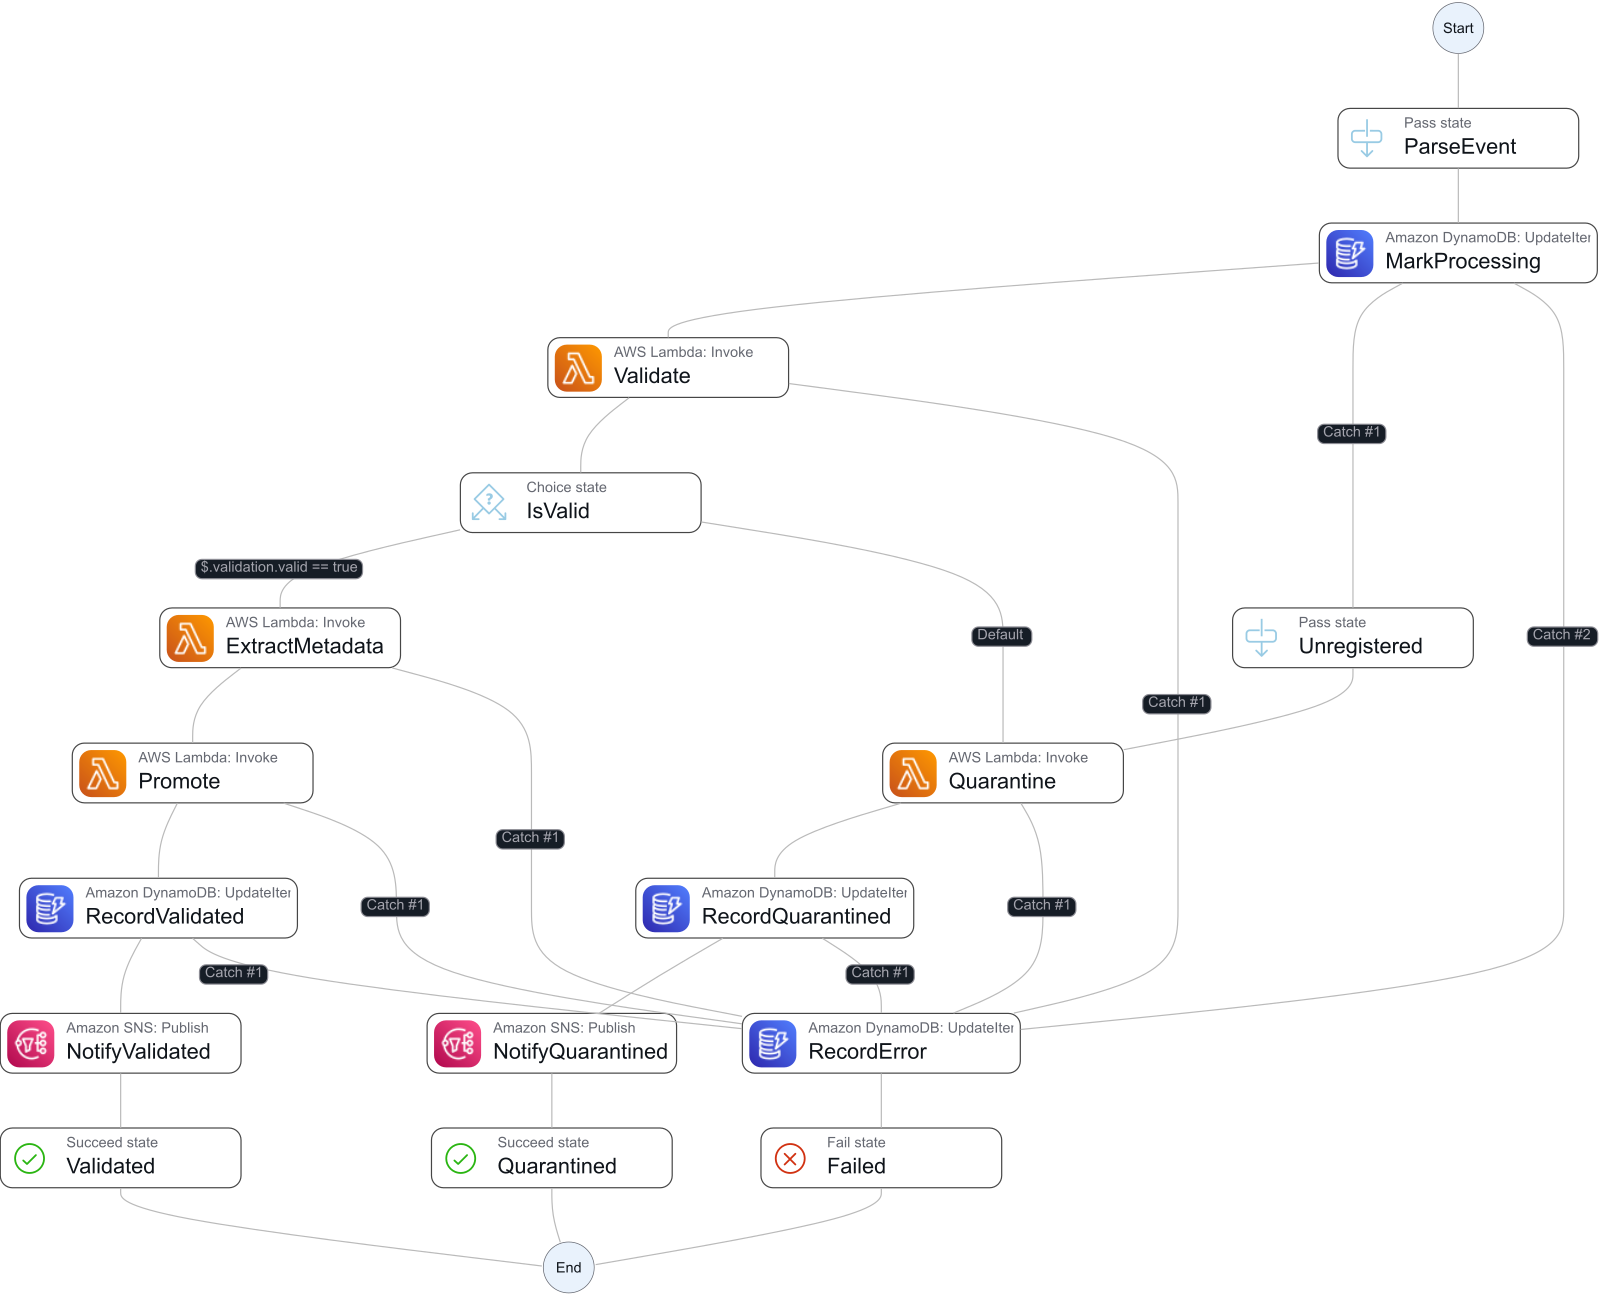 Start
Pass state
ParseEvent
Amazon DynamoDB: UpdateIter
MarkProcessing
AWS Lambda: Invoke
Validate
Catch #1
Choice state
IsValid
$.validation.valid == true
AWS Lambda: Invoke
ExtractMetadata
Default
Pass state
Unregistered
Catch #2
Catch #1
AWS Lambda: Invoke
Promote
AWS Lambda: Invoke
Quarantine
Catch #1
Amazon DynamoDB: UpdateIter
RecordValidated
Catch #1
Amazon DynamoDB: UpdateIter
RecordQuarantined
Catch #1
Catch #1
Catch #1
Amazon SNS: Publish
NotifyValidated
Amazon SNS: Publish
NotifyQuarantined
Amazon DynamoDB: UpdateIter
RecordError
Succeed state
Validated
Succeed state
Quarantined
Fail state
Failed
End